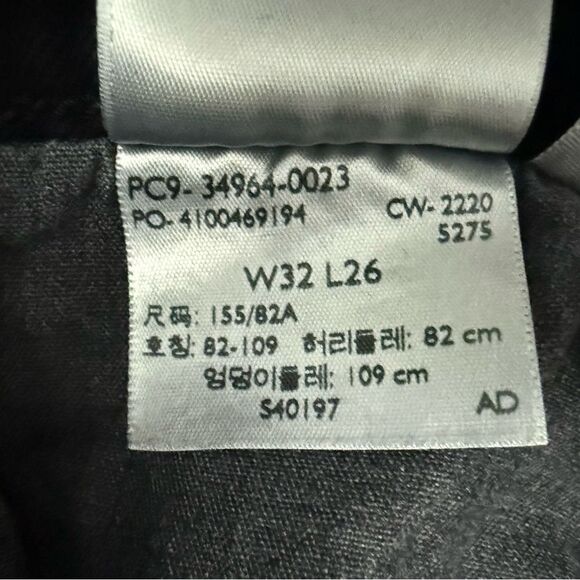 PC9-34964-0023
PO-4100469194 CW-2220
5275
W32 L26
尺码: 155/82A
호칭: 82-109 허리둘레: 82 cm
엉덩이둘레: 109 cm
S40197 AD